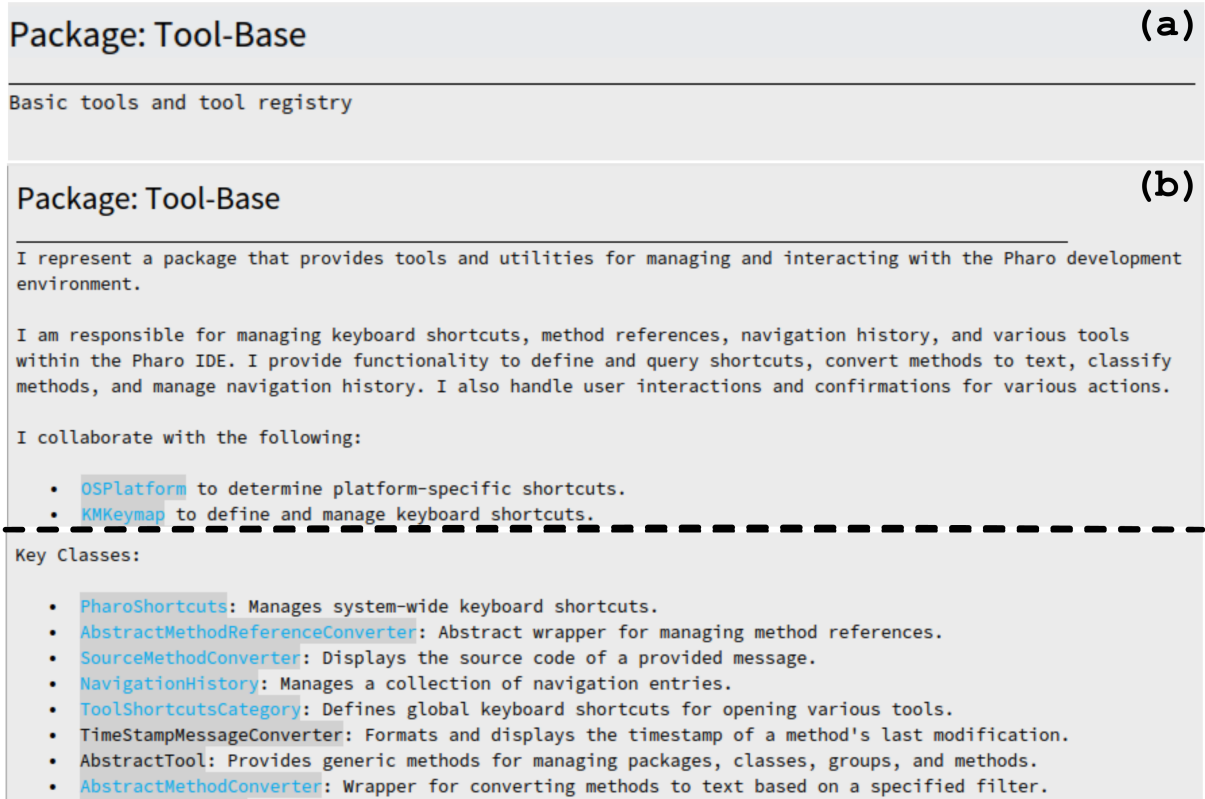 Package: Tool-Base
(a)
Basic tools and tool registry
Package: Tool-Base
(b)
I represent a package that provides tools and utilities for managing and interacting with the Pharo development
environment.
I am responsible for managing keyboard shortcuts, method references, navigation history, and various tools
within the Pharo IDE. I provide functionality to define and query shortcuts, convert methods to text, classify
methods, and manage navigation history. I also handle user interactions and confirmations for various actions.
I collaborate with the following:
• OSPlatform to determine platform-specific shortcuts.
• KMKeymap to define and manage keyboard shortcuts.
Key Classes:
• PharoShortcuts: Manages system-wide keyboard shortcuts.
• AbstractMethodReferenceConverter: Abstract wrapper for managing method references.
• SourceMethodConverter: Displays the source code of a provided message.
• NavigationHistory: Manages a collection of navigation entries.
• ToolShortcutsCategory: Defines global keyboard shortcuts for opening various tools.
• TimeStampMessageConverter: Formats and displays the timestamp of a method's last modification.
• AbstractTool: Provides generic methods for managing packages, classes, groups, and methods.
• AbstractMethodConverter: Wrapper for converting methods to text based on a specified filter.